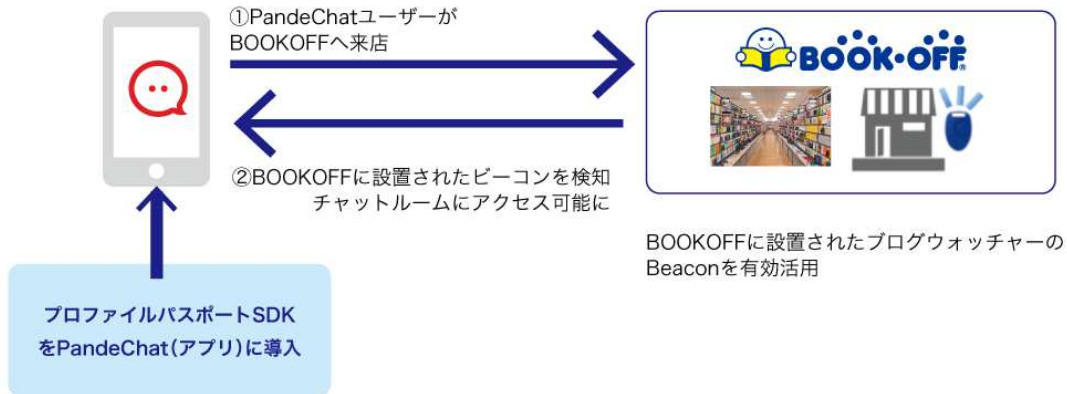 ①PandeChatユーザーが
BOOKOFFへ来店
BOOK・OFF®
②BOOKOFFに設置されたビーコンを検知
チャットルームにアクセス可能に
BOOKOFFに設置されたブログウォッチャーの
Beaconを有効活用
プロファイルパスポートSDK
をPandeChat(アプリ)に導入